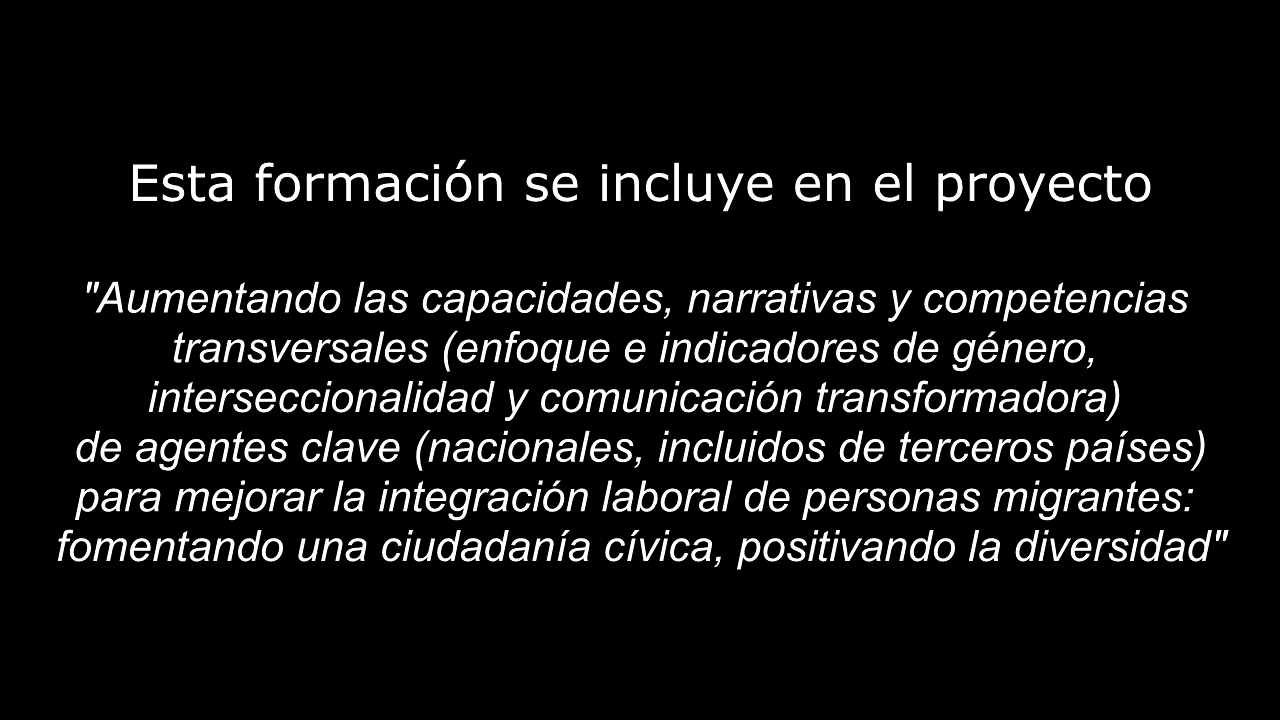 Esta formación se incluye en el proyecto
"Aumentando las capacidades, narrativas y competencias
transversales (enfoque e indicadores de género,
interseccionalidad y comunicación transformadora)
de agentes clave (nacionales, incluidos de terceros países)
para mejorar la integración laboral de personas migrantes:
fomentando una ciudadanía cívica, positivando la diversidad"